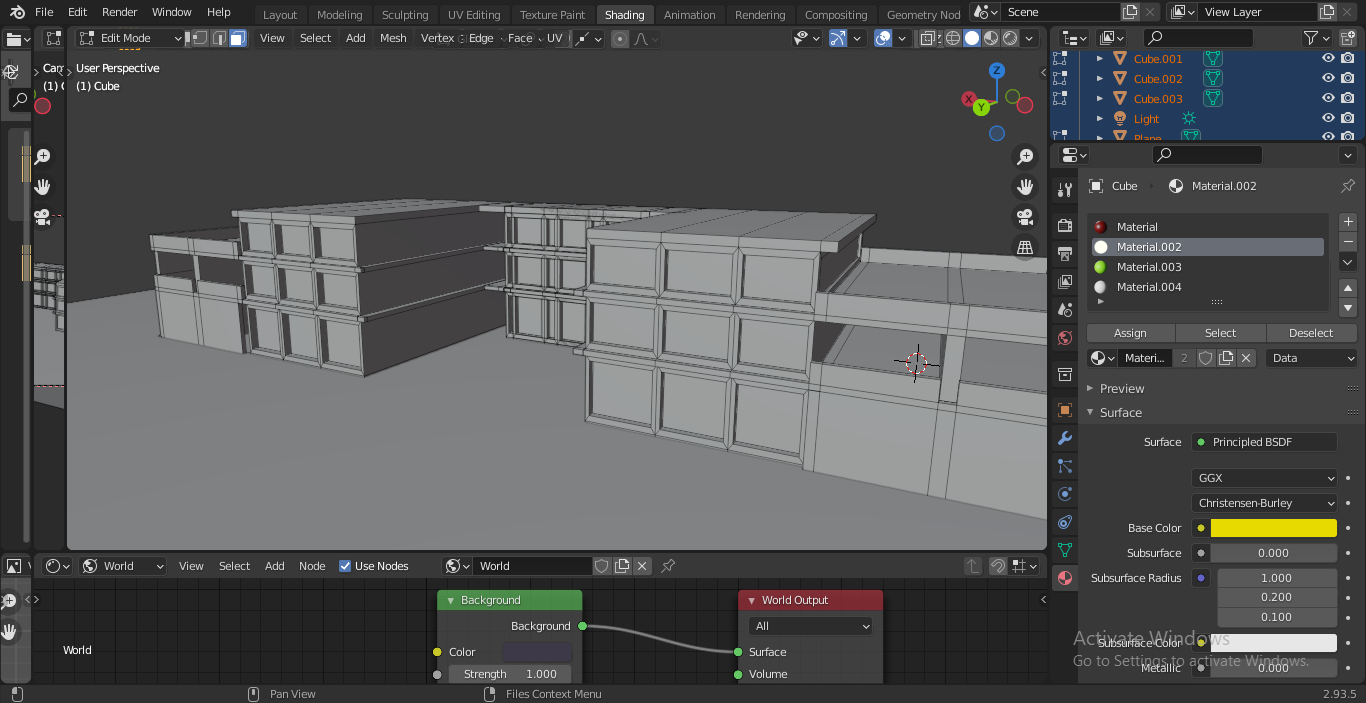 File Edit Render Window Help
Layout Modeling Sculpting UV Editing Texture Paint Shading Animation Rendering Compositing Geometry Nod
Scene
View Layer
Edit Mode View Select Add Mesh Vertex Edge Face UV
User Perspective
(1) Cube
X
Y
Z
Cube.001
Cube.002
Cube.003
Light
Plane
Cube Material.002
Material
Material.002
Material.003
Material.004
Assign Select Deselect
Materi... 2 Data
Preview
Surface
Surface Principled BSDF
GGX
Christensen-Burley
Base Color
Subsurface 0.000
Subsurface Radius 1.000
0.200
0.100
Subsurface Color
Metallic 0.000
Activate Windows
Go to Settings to activate Windows.
World View Select Add Node Use Nodes World
World
Background
Background
Color
Strength 1.000
World Output
All
Surface
Volume
Pan View
Files Context Menu
2.93.5